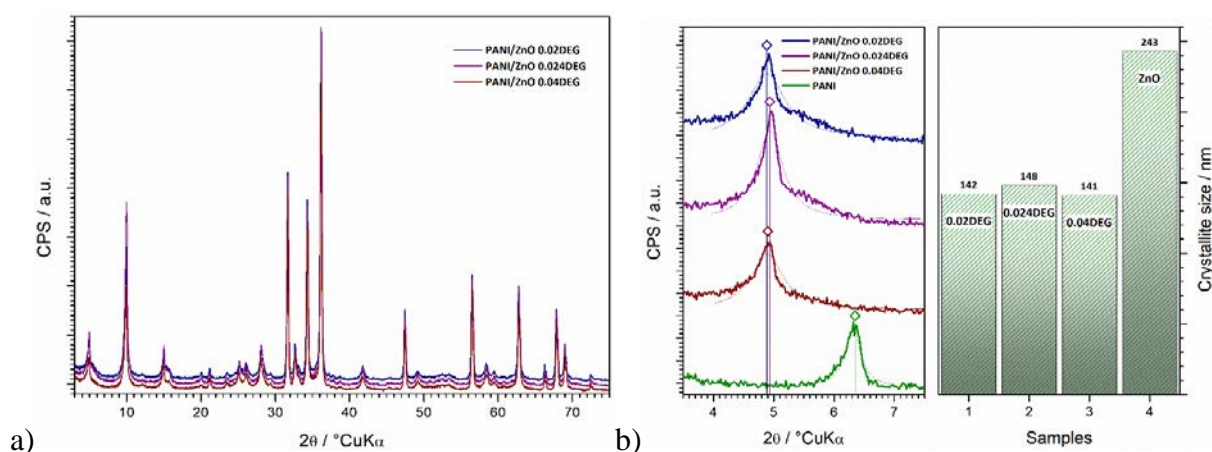 PANI/ZnO 0.02DEG
PANI/ZnO 0.024DEG
PANI/ZnO 0.04DEG
CPS / a.u.
10 20 30 40 50 60 70
2θ / °CuKα
a)
PANI/ZnO 0.02DEG
PANI/ZnO 0.024DEG
PANI/ZnO 0.04DEG
PANI
CPS / a.u.
4 5 6 7
2θ / °CuKα
b)
243
ZnO
142
148
141
0.02DEG
0.024DEG
0.04DEG
1 2 3 4
Samples
Crystallite size / nm